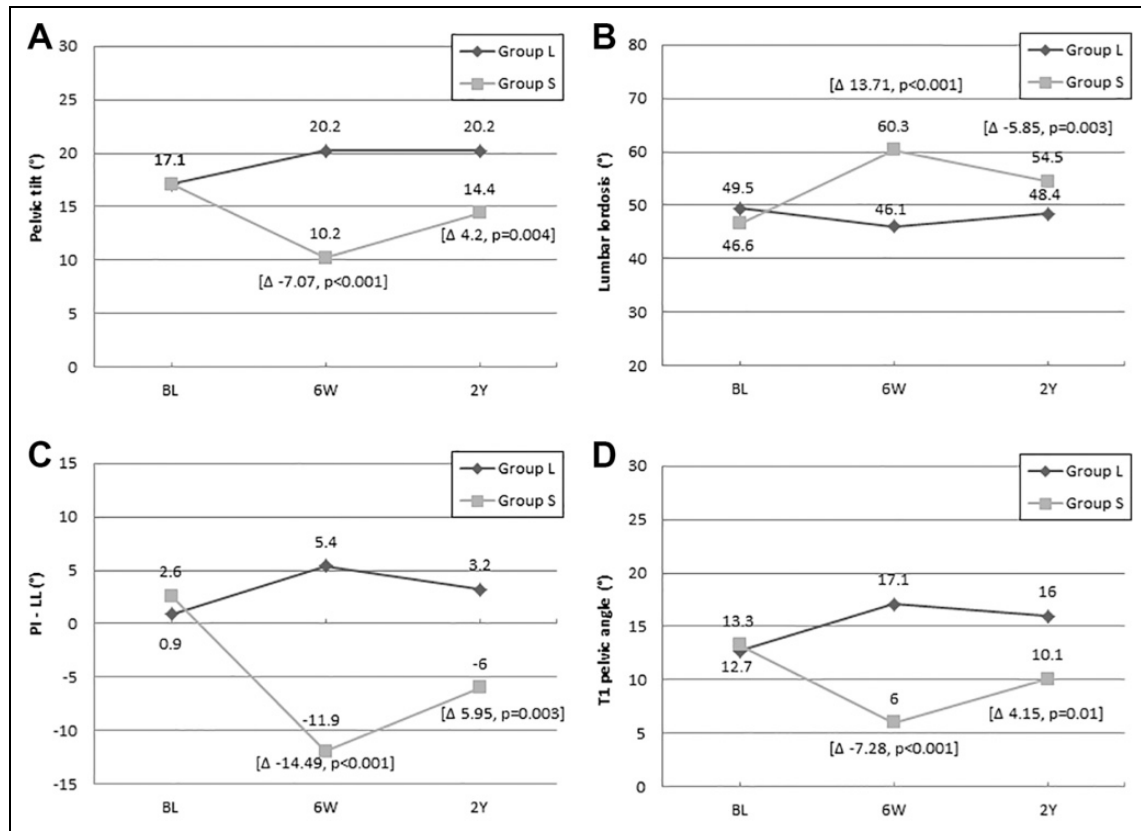 A
Group L
Group S
Pelvic tilt (°)
30
25
20
15
10
5
0
17.1
20.2
20.2
10.2
14.4
[Δ 4.2, p=0.004]
[Δ -7.07, p<0.001]
BL
6W
2Y
B
Group L
Group S
Lumbar lordosis (°)
90
80
70
60
50
40
30
20
[Δ 13.71, p<0.001]
[Δ -5.85, p=0.003]
60.3
54.5
49.5
46.1
48.4
46.6
BL
6W
2Y
C
Group L
Group S
PI - LL (°)
15
10
5
0
-5
-10
-15
2.6
5.4
3.2
0.9
-6
-11.9
[Δ 5.95, p=0.003]
[Δ -14.49, p<0.001]
BL
6W
2Y
D
Group L
Group S
T1 pelvic angle (°)
30
25
20
15
10
5
0
17.1
16
13.3
12.7
10.1
6
[Δ 4.15, p=0.01]
[Δ -7.28, p<0.001]
BL
6W
2Y